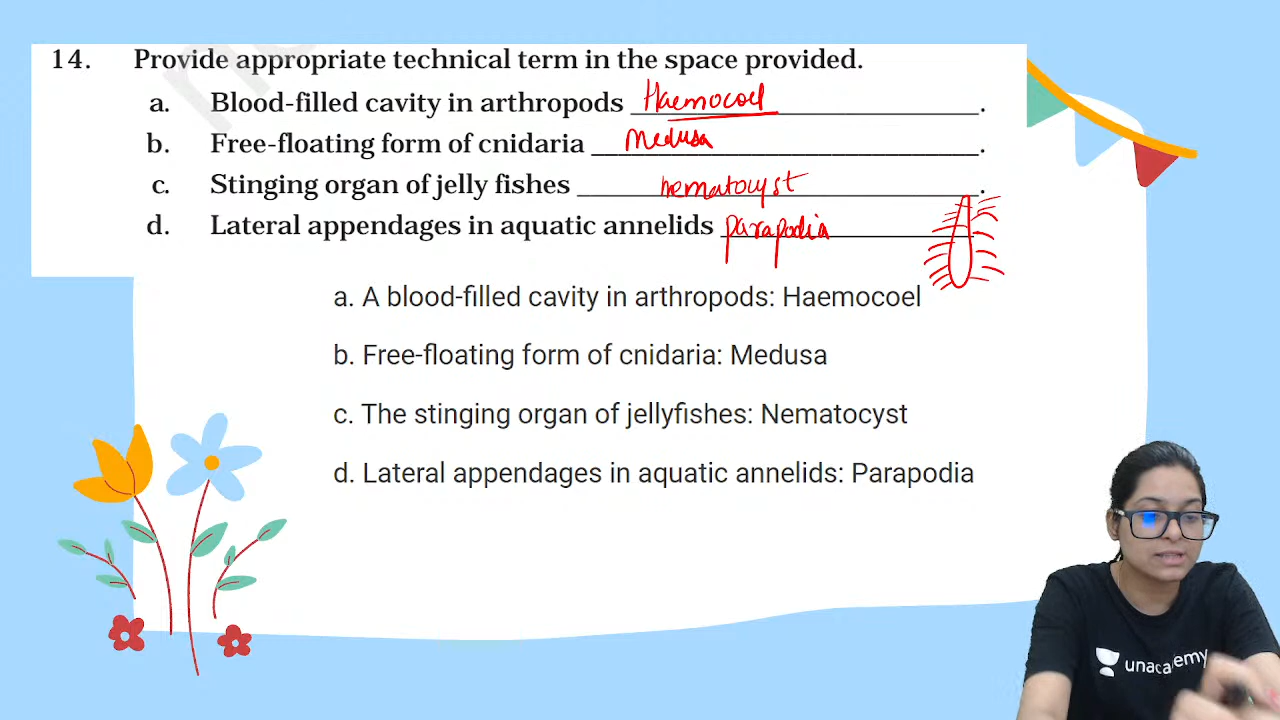 14. Provide appropriate technical term in the space provided.
a. Blood-filled cavity in arthropods Haemocoel.
b. Free-floating form of cnidaria Medusa.
c. Stinging organ of jelly fishes nematocyst.
d. Lateral appendages in aquatic annelids parapodia
a. A blood-filled cavity in arthropods: Haemocoel
b. Free-floating form of cnidaria: Medusa
c. The stinging organ of jellyfishes: Nematocyst
d. Lateral appendages in aquatic annelids: Parapodia
unacademy